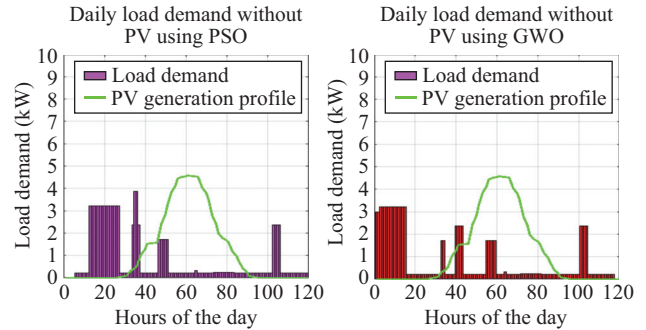 Daily load demand without
PV using PSO
10
9
8
7
6
5
4
3
2
1
0
Load demand (kW)
Load demand
PV generation profile
0 20 40 60 80 100 120
Hours of the day
Daily load demand without
PV using GWO
10
9
8
7
6
5
4
3
2
1
0
Load demand (kW)
Load demand
PV generation profile
0 20 40 60 80 100 120
Hours of the day